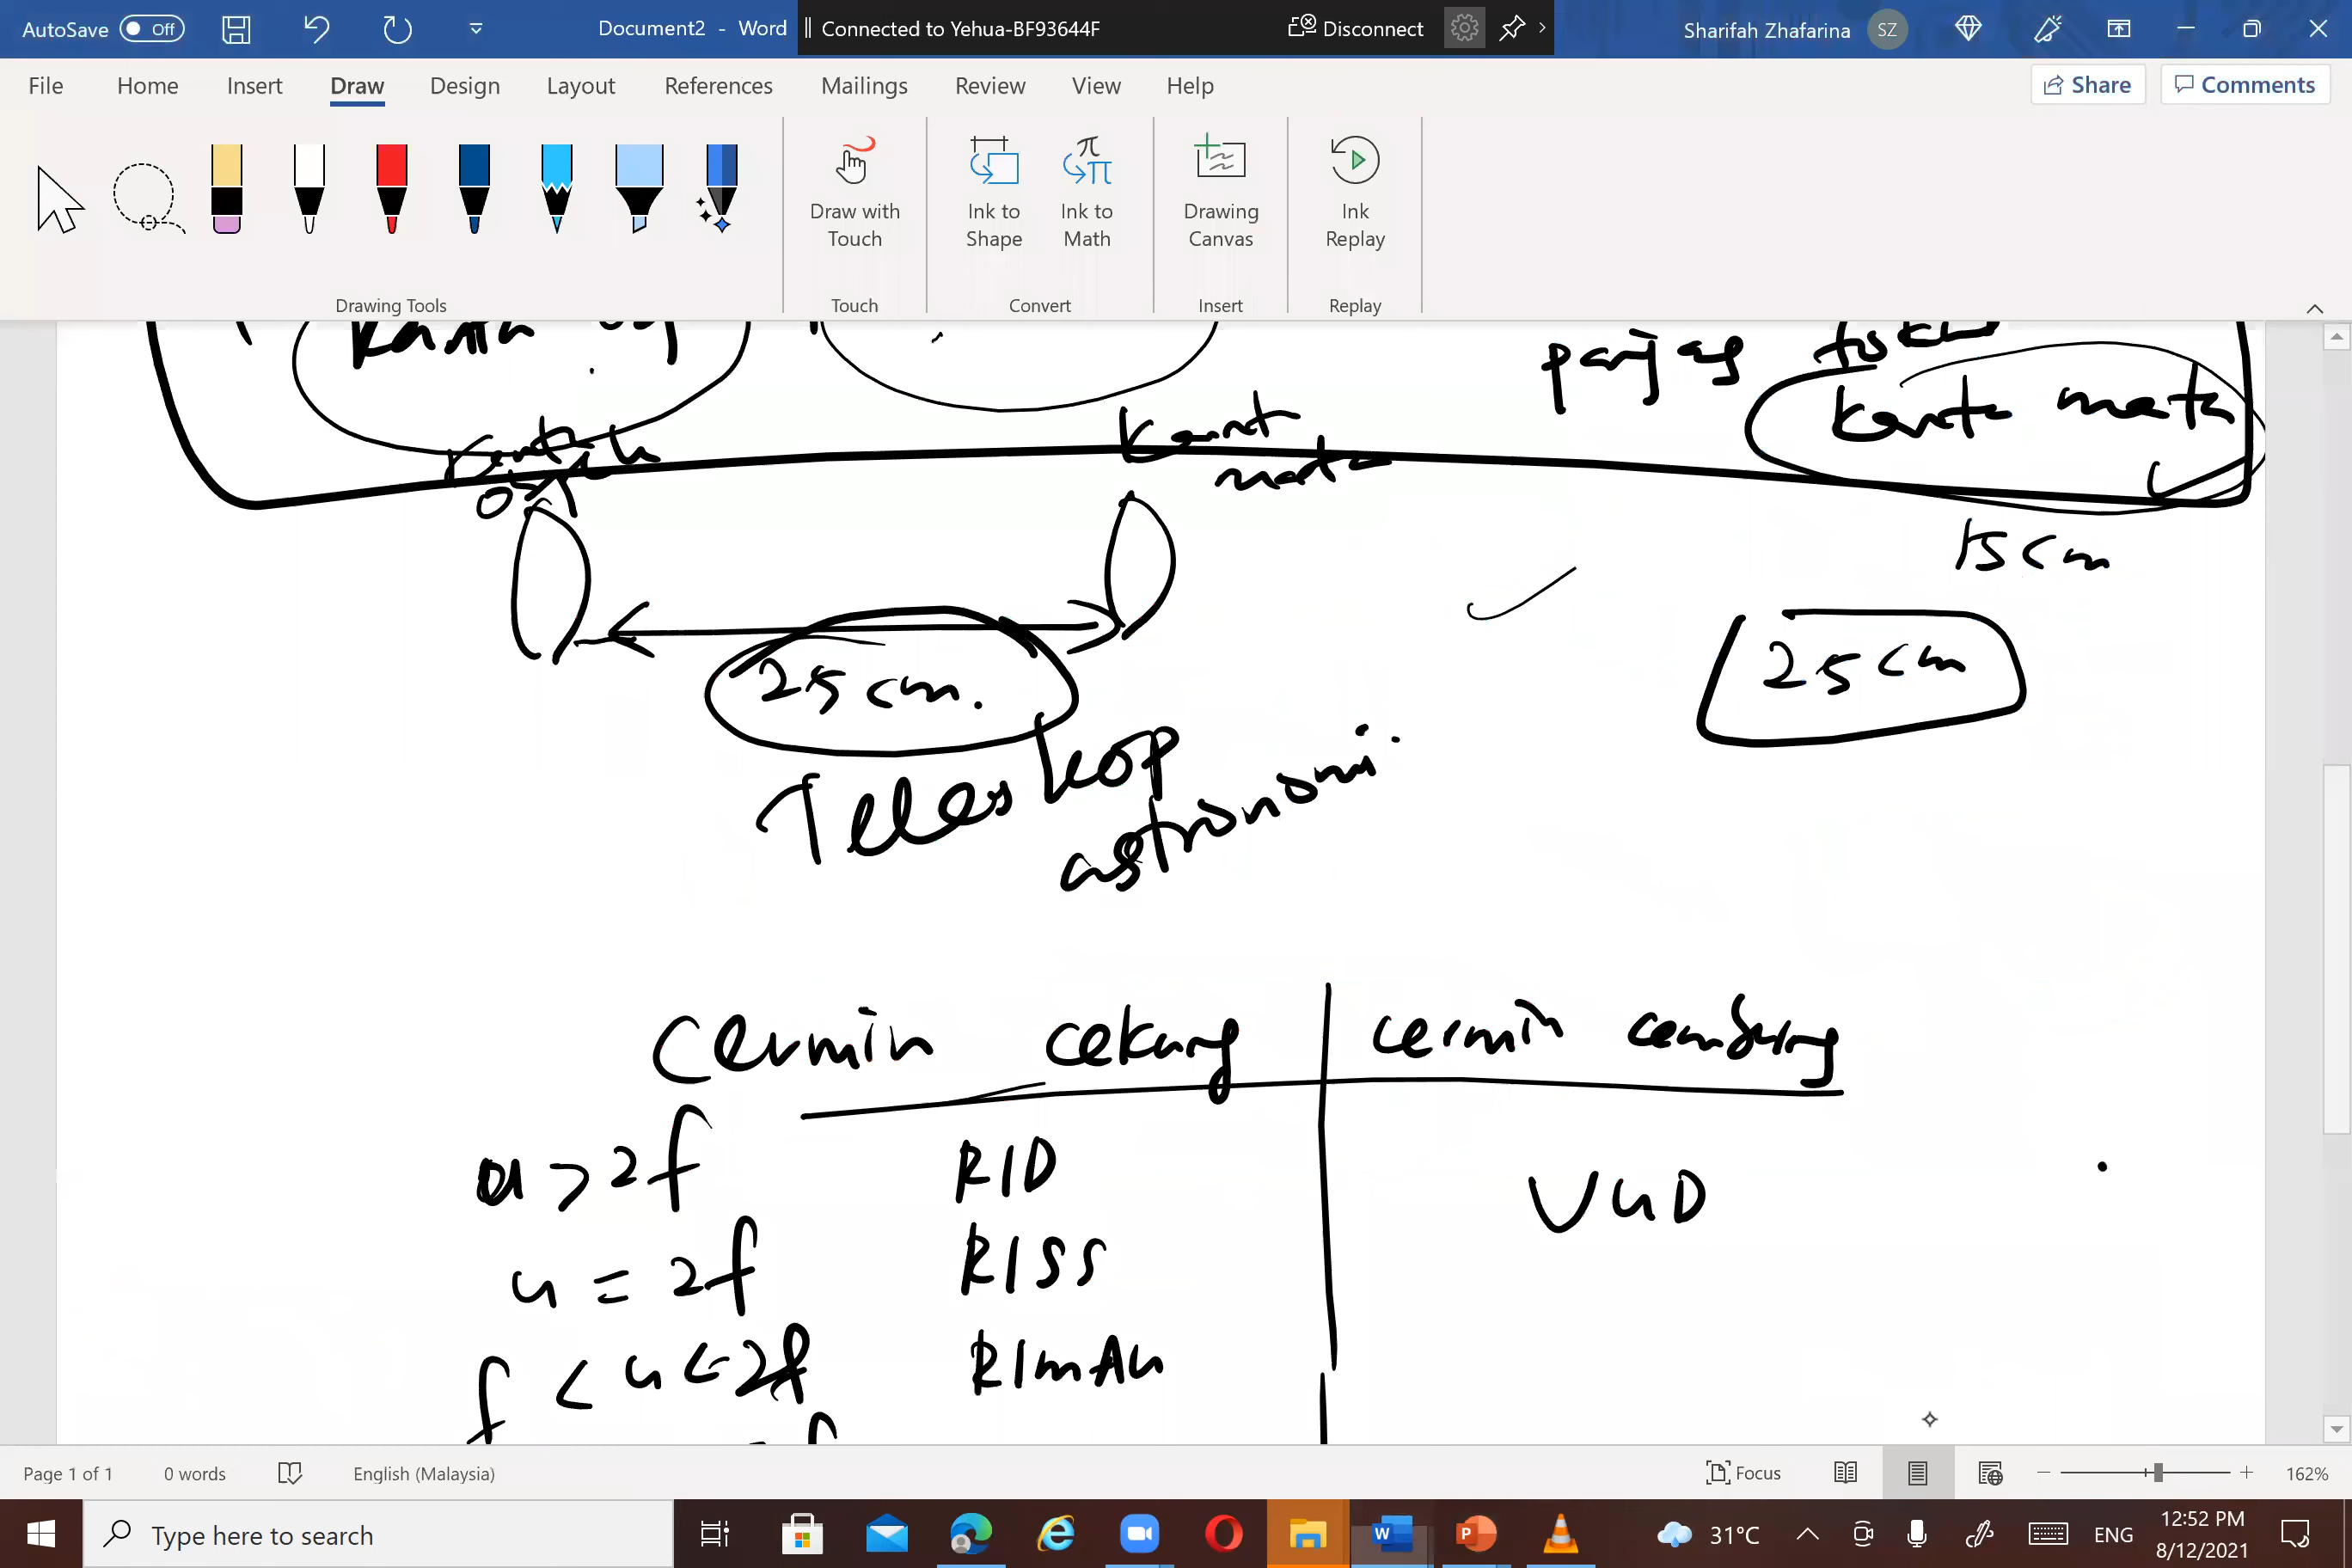 AutoSave Off Document2 - Word Connected to Yehua-BF93644F Disconnect Sharifah Zhafarina SZ
File Home Insert Draw Design Layout References Mailings Review View Help Share Comments
Draw with Touch
Ink to Shape
Ink to Math
Drawing Canvas
Ink Replay
Drawing Tools Touch Convert Insert Replay
kanta
kanta mata
Kanta
mata
15 cm
25 cm.
25 cm
Teleskop
astronomi.
Cermin cekung cermin cembung
u > 2f RID VUD
u = 2f RISS
f < u < 2f RIMAU
Page 1 of 1 0 words English (Malaysia) Focus 162%
Type here to search 31°C ENG 12:52 PM
8/12/2021